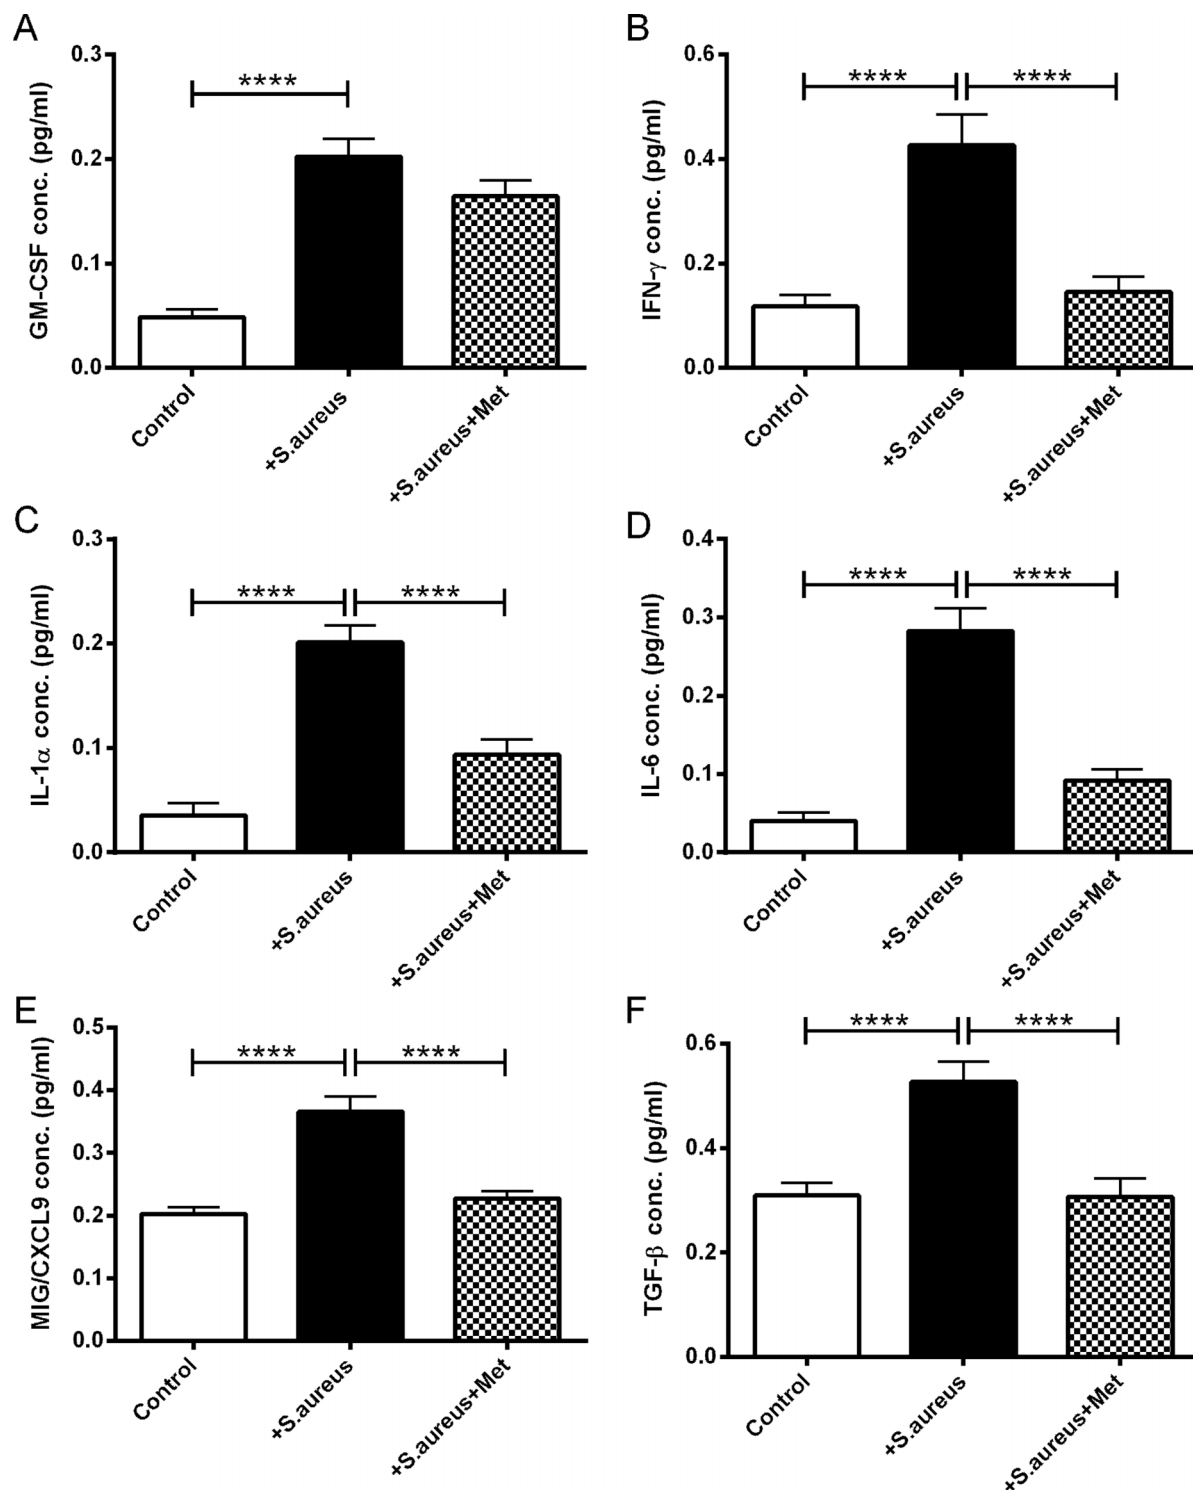 A
GM-CSF conc. (pg/ml)
0.3
0.2
0.1
0.0
****
Control
+S.aureus
+S.aureus+Met
B
IFN-γ conc. (pg/ml)
0.6
0.4
0.2
0.0
**** ****
Control
+S.aureus
+S.aureus+Met
C
IL-1α conc. (pg/ml)
0.3
0.2
0.1
0.0
**** ****
Control
+S.aureus
+S.aureus+Met
D
IL-6 conc. (pg/ml)
0.4
0.3
0.2
0.1
0.0
**** ****
Control
+S.aureus
+S.aureus+Met
E
MIG/CXCL9 conc. (pg/ml)
0.5
0.4
0.3
0.2
0.1
0.0
**** ****
Control
+S.aureus
+S.aureus+Met
F
TGF-β conc. (pg/ml)
0.6
0.4
0.2
0.0
**** ****
Control
+S.aureus
+S.aureus+Met